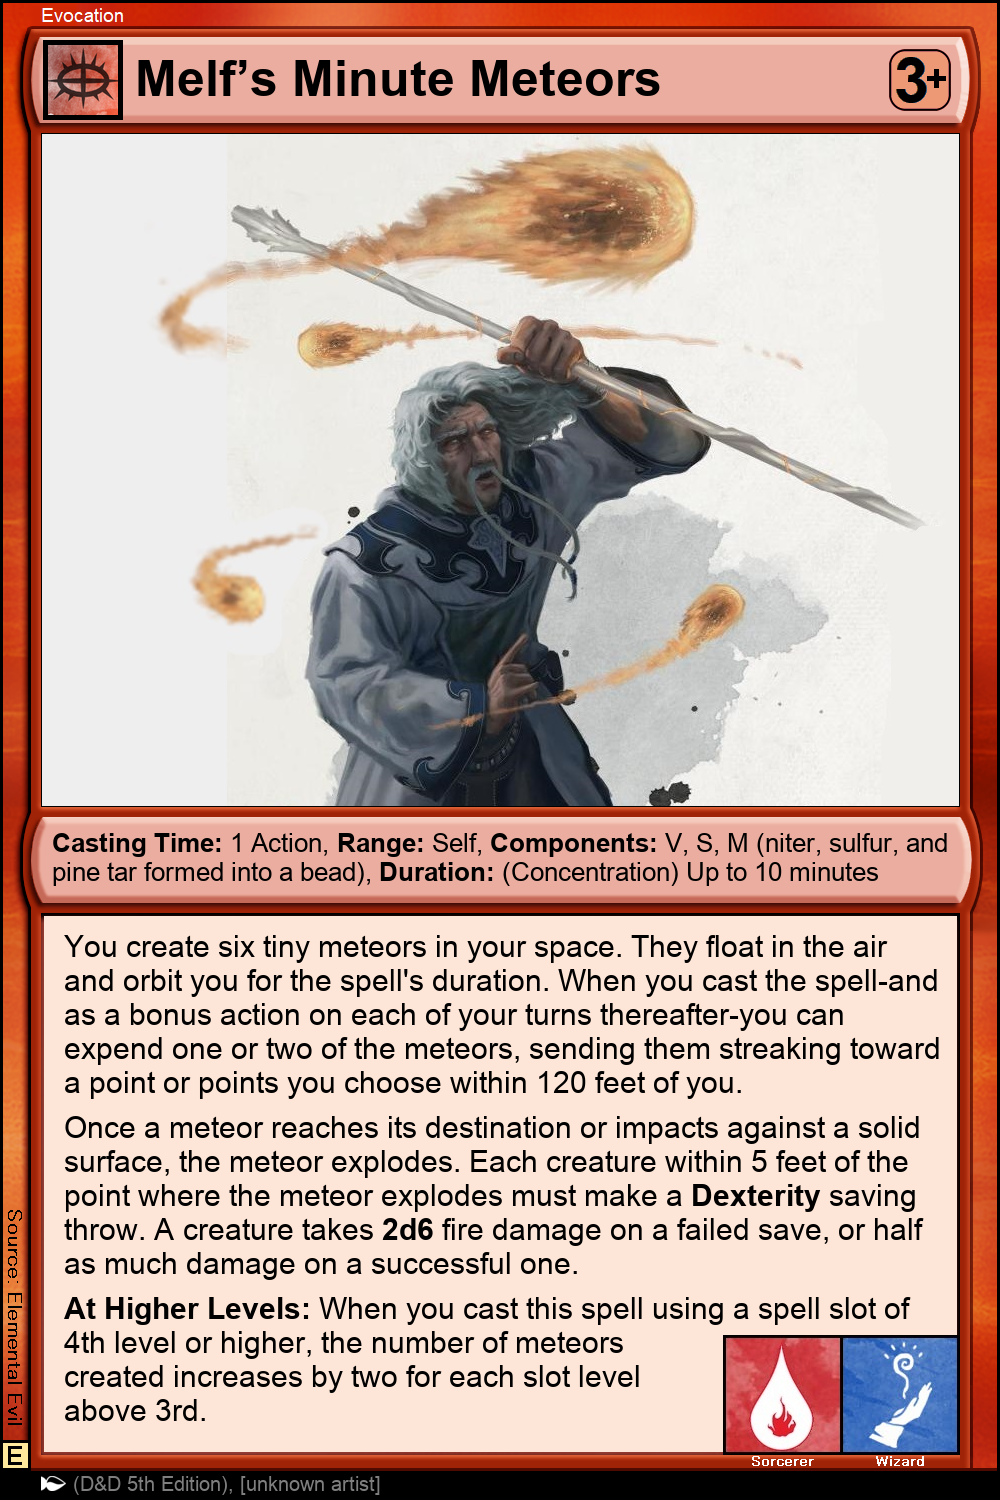 Evocation
Melf's Minute Meteors
3+
Casting Time: 1 Action, Range: Self, Components: V, S, M (niter, sulfur, and
pine tar formed into a bead), Duration: (Concentration) Up to 10 minutes
You create six tiny meteors in your space. They float in the air
and orbit you for the spell's duration. When you cast the spell-and
as a bonus action on each of your turns thereafter-you can
expend one or two of the meteors, sending them streaking toward
a point or points you choose within 120 feet of you.
Once a meteor reaches its destination or impacts against a solid
surface, the meteor explodes. Each creature within 5 feet of the
point where the meteor explodes must make a Dexterity saving
throw. A creature takes 2d6 fire damage on a failed save, or half
as much damage on a successful one.
At Higher Levels: When you cast this spell using a spell slot of
4th level or higher, the number of meteors
created increases by two for each slot level
above 3rd.
Sorcerer
Wizard
Source: Elemental Evil
E
(D&D 5th Edition), [unknown artist]